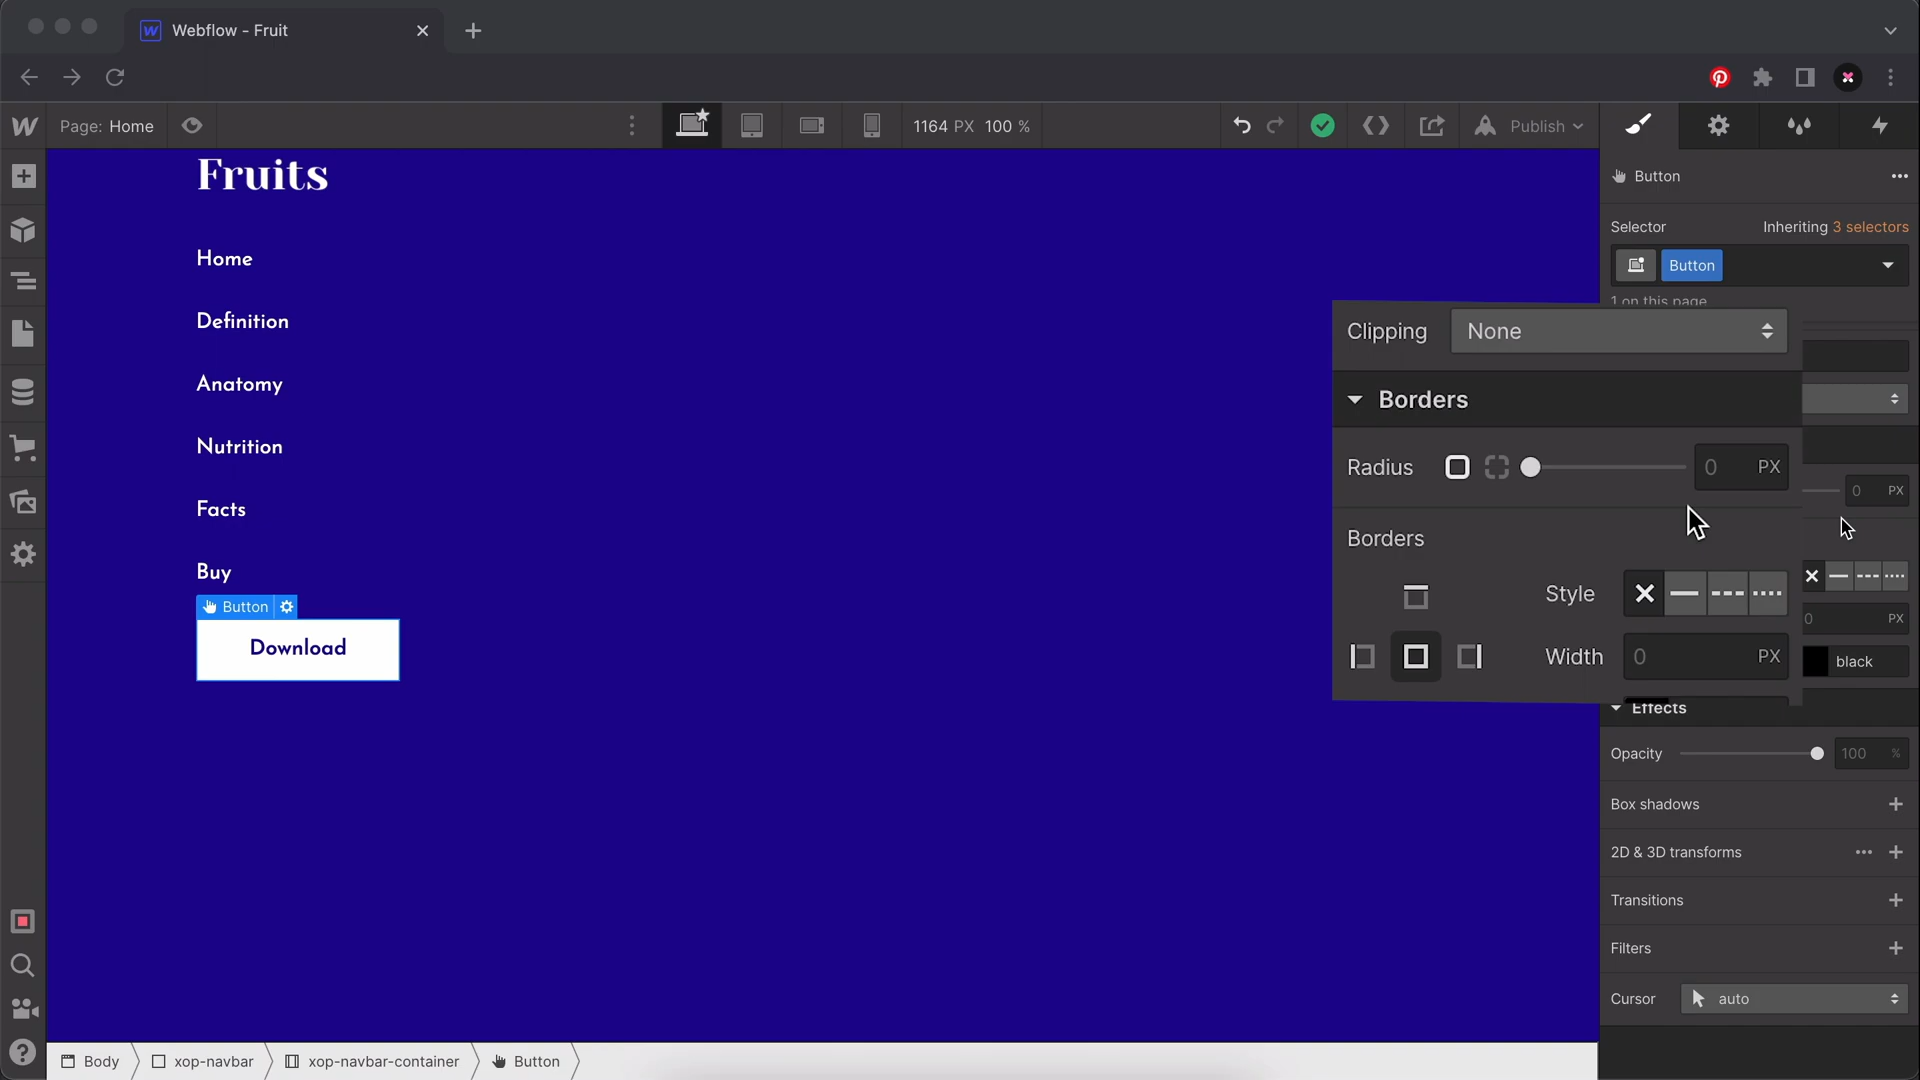 Webflow - Fruit
Page: Home
1164 PX 100 %
Publish
Fruits
Home
Definition
Anatomy
Nutrition
Facts
Buy
Button
Download
Button
Selector
Inheriting 3 selectors
Button
1 on this page
Clipping
None
Borders
Radius
0 PX
0 PX
Borders
Style
Width
0 PX
0 PX
black
Effects
Opacity
100 %
Box shadows
2D & 3D transforms
Transitions
Filters
Cursor
auto
Body
xop-navbar
xop-navbar-container
Button